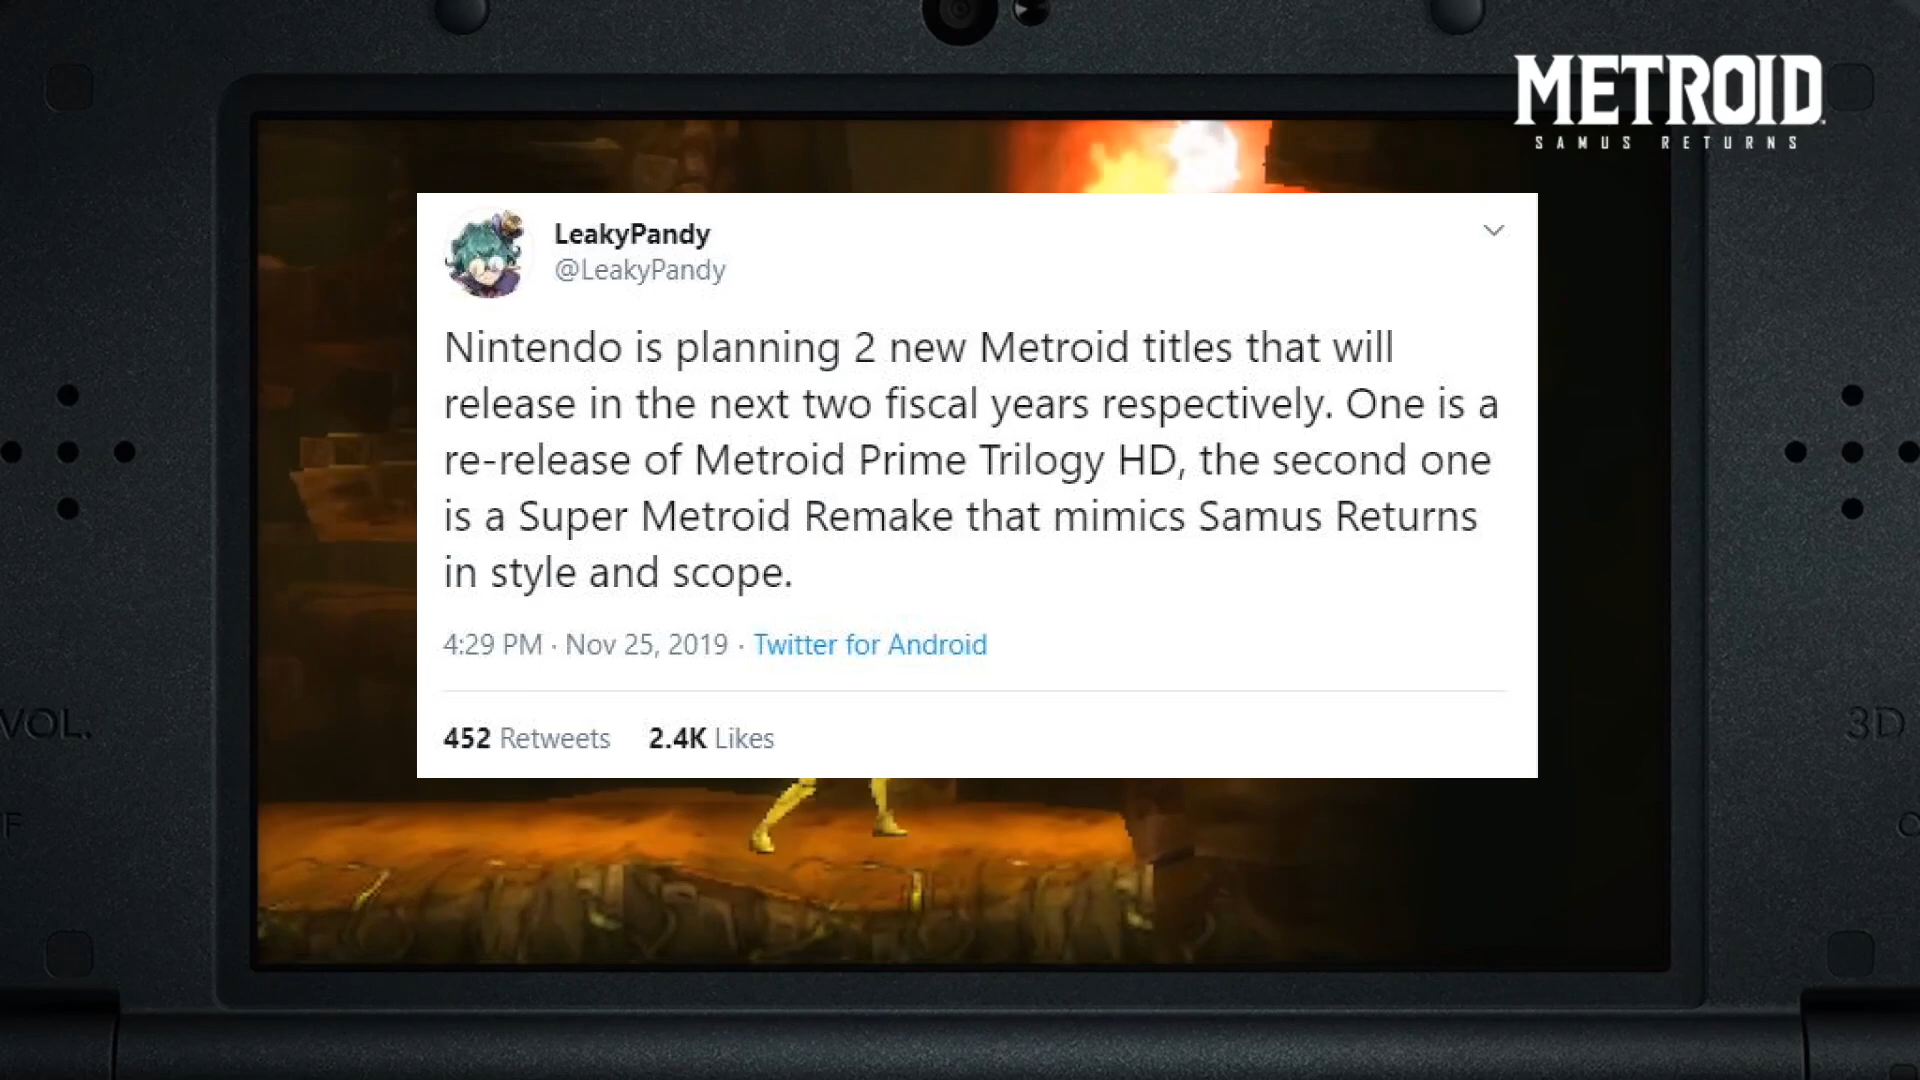 METROID
SAMUS RETURNS
LeakyPandy
@LeakyPandy
Nintendo is planning 2 new Metroid titles that will
release in the next two fiscal years respectively. One is a
re-release of Metroid Prime Trilogy HD, the second one
is a Super Metroid Remake that mimics Samus Returns
in style and scope.
4:29 PM · Nov 25, 2019 · Twitter for Android
452 Retweets 2.4K Likes
VOL.
3D